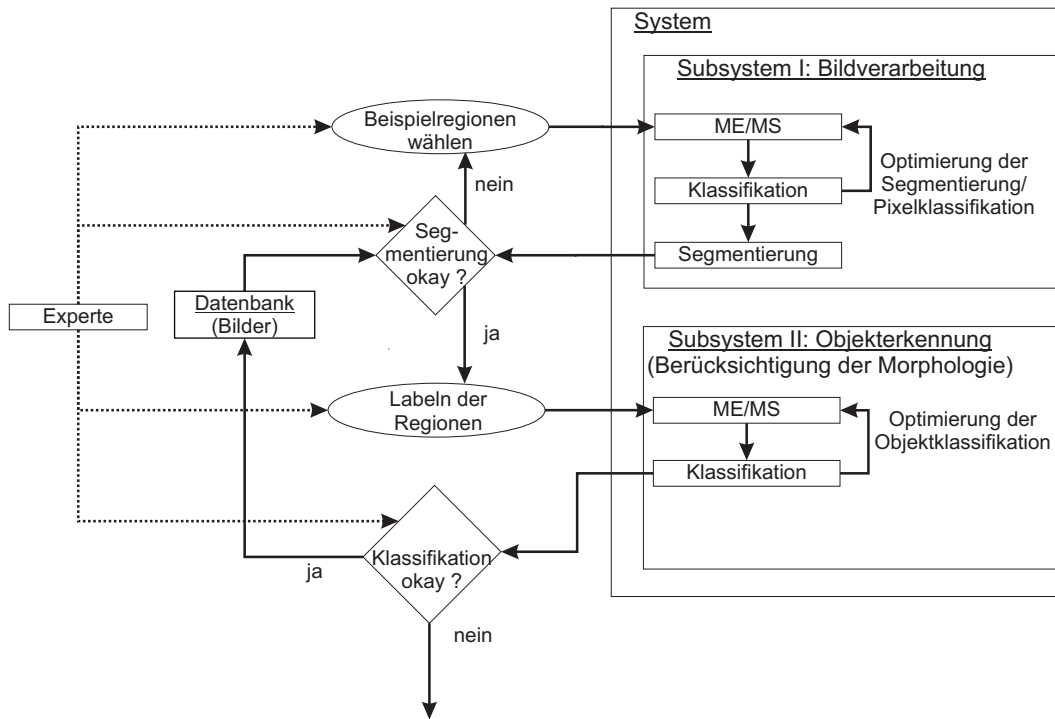 System
Subsystem I: Bildverarbeitung
Beispielregionen
wählen
ME/MS
Optimierung der
Segmentierung/
Pixelklassifikation
nein
Klassifikation
Seg-
mentierung
okay ?
Segmentierung
Experte
Datenbank
(Bilder)
ja
Subsystem II: Objekterkennung
(Berücksichtigung der Morphologie)
Labeln der
Regionen
ME/MS
Optimierung der
Objektklassifikation
Klassifikation
Klassifikation
okay ?
ja
nein